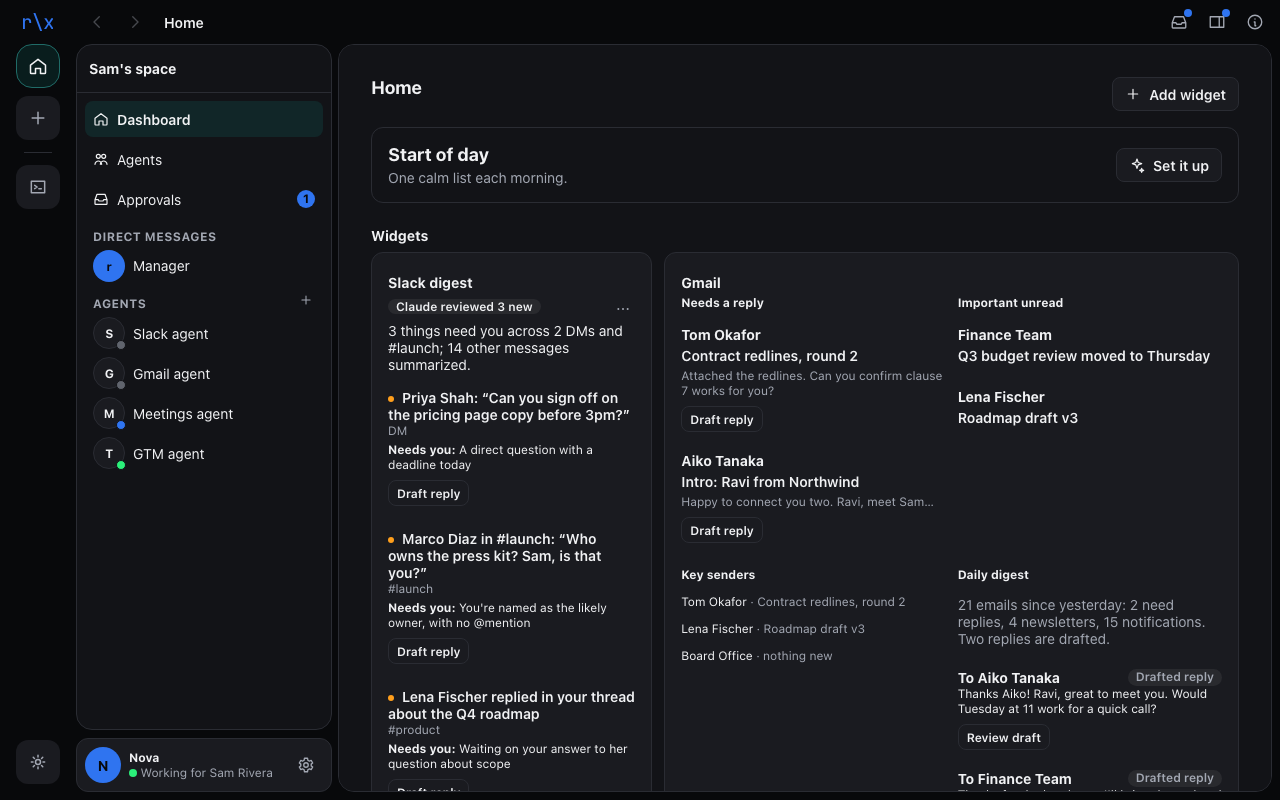 r\x
Home
Sam's space
Dashboard
Agents
Approvals
1
DIRECT MESSAGES
r
Manager
AGENTS
S
Slack agent
G
Gmail agent
M
Meetings agent
T
GTM agent
N
Nova
Working for Sam Rivera
Home
Add widget
Start of day
One calm list each morning.
Set it up
Widgets
Slack digest
Claude reviewed 3 new
...
3 things need you across 2 DMs and
#launch; 14 other messages
summarized.
Priya Shah: “Can you sign off on
the pricing page copy before 3pm?”
DM
Needs you: A direct question with a
deadline today
Draft reply
Marco Diaz in #launch: “Who
owns the press kit? Sam, is that
you?”
#launch
Needs you: You're named as the likely
owner, with no @mention
Draft reply
Lena Fischer replied in your thread
about the Q4 roadmap
#product
Needs you: Waiting on your answer to her
question about scope
Draft reply
Gmail
Needs a reply
Tom Okafor
Contract redlines, round 2
Attached the redlines. Can you confirm clause
7 works for you?
Draft reply
Aiko Tanaka
Intro: Ravi from Northwind
Happy to connect you two. Ravi, meet Sam…
Draft reply
Important unread
Finance Team
Q3 budget review moved to Thursday
Lena Fischer
Roadmap draft v3
Key senders
Tom Okafor · Contract redlines, round 2
Lena Fischer · Roadmap draft v3
Board Office · nothing new
Daily digest
21 emails since yesterday: 2 need
replies, 4 newsletters, 15 notifications.
Two replies are drafted.
To Aiko Tanaka
Drafted reply
Thanks Aiko! Ravi, great to meet you. Would
Tuesday at 11 work for a quick call?
Review draft
To Finance Team
Drafted reply